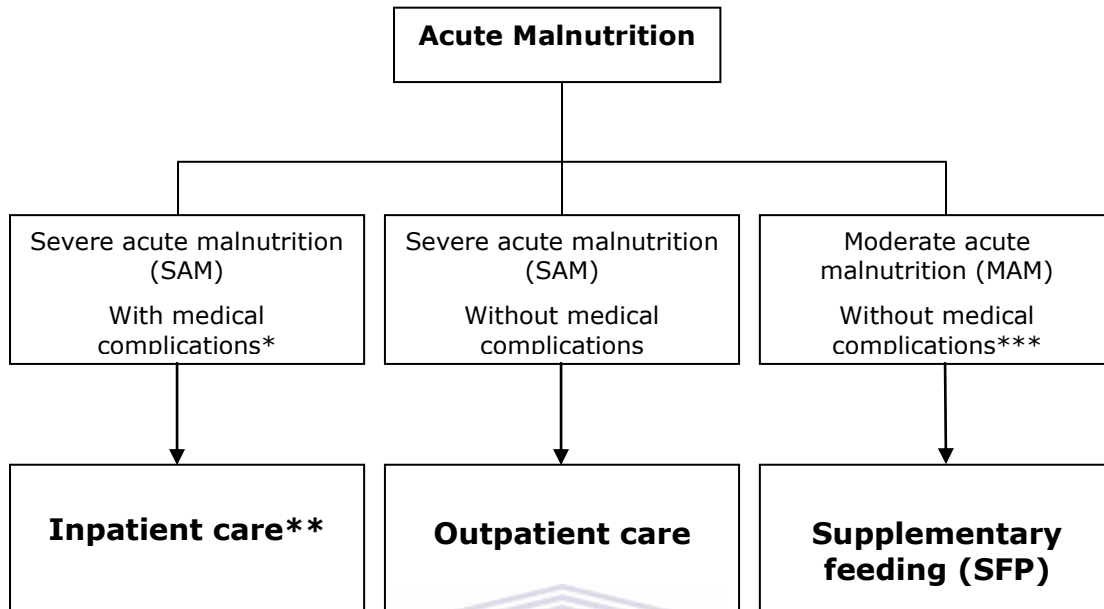 Acute Malnutrition
Severe acute malnutrition
(SAM)
With medical
complications*
Severe acute malnutrition
(SAM)
Without medical
complications
Moderate acute
malnutrition (MAM)
Without medical
complications***
Inpatient care**
Outpatient care
Supplementary
feeding (SFP)